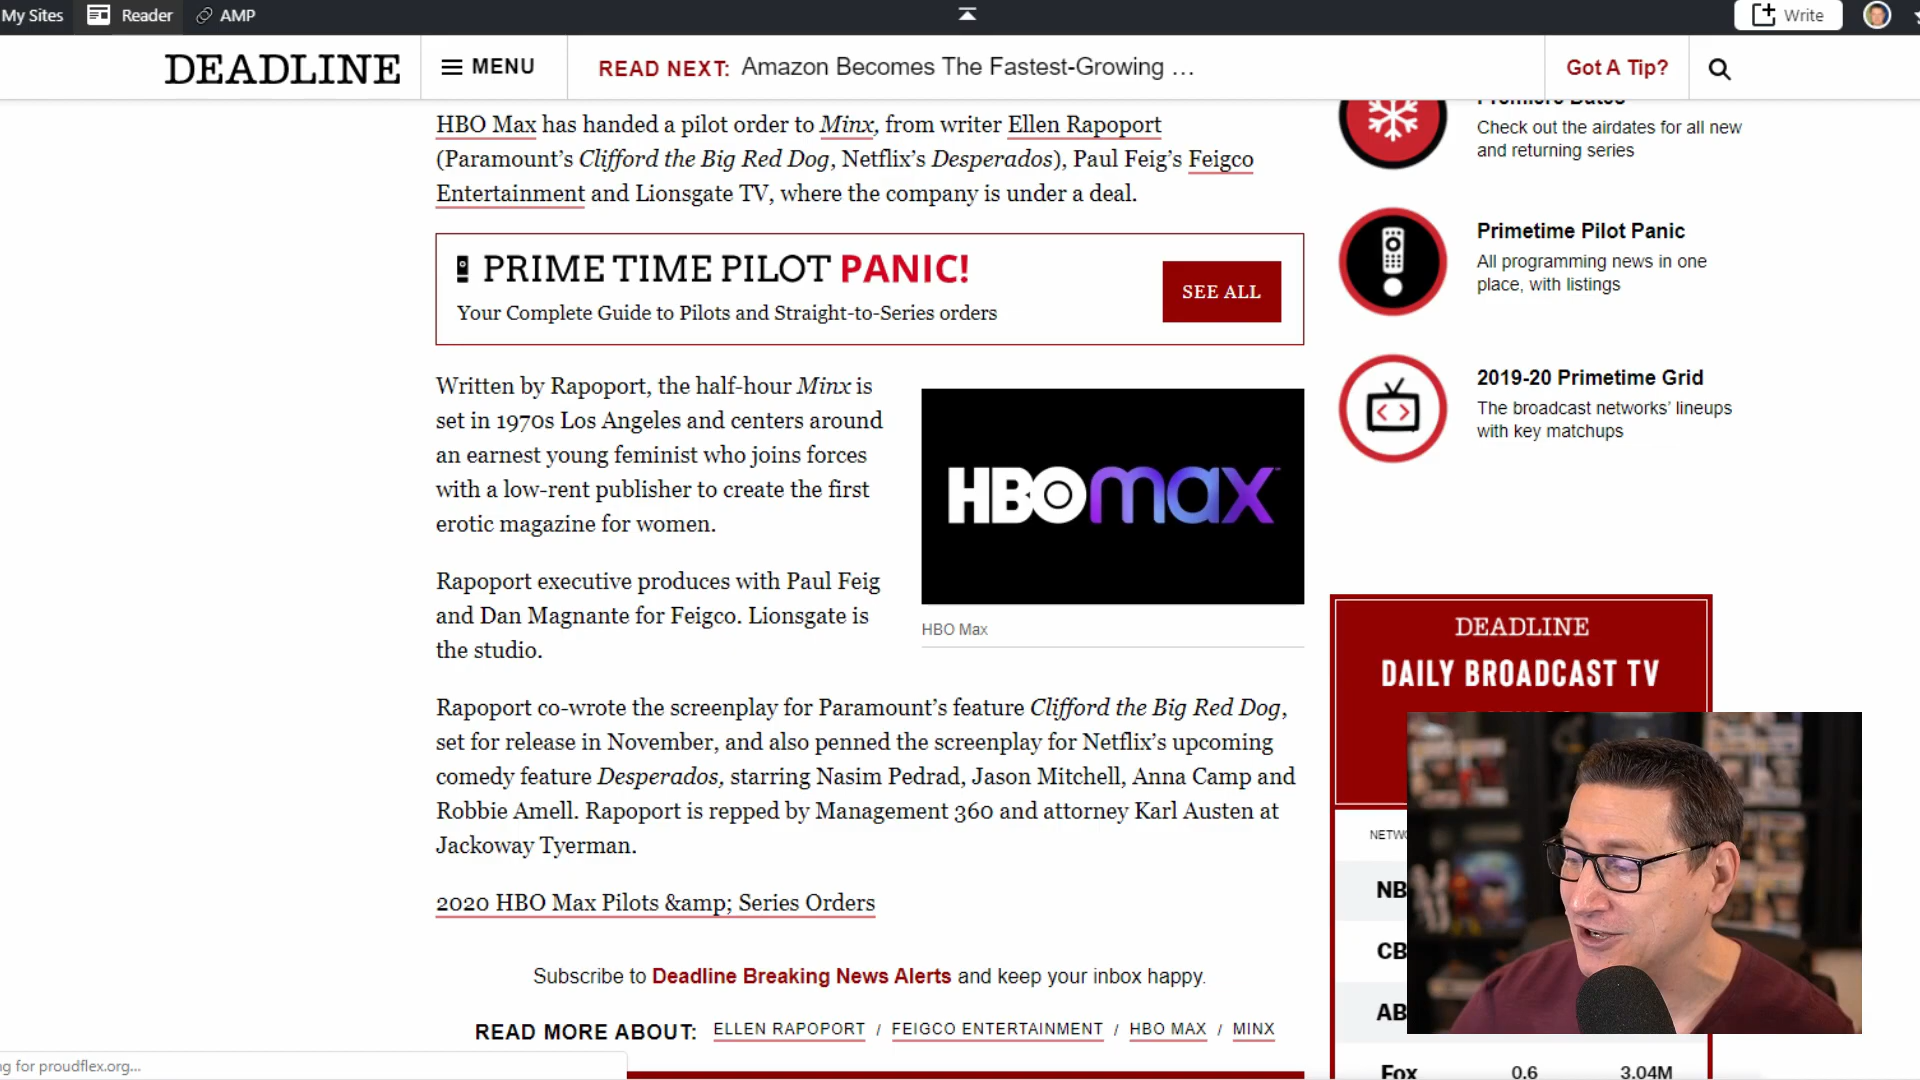 My Sites Reader AMP Write
DEADLINE MENU READ NEXT: Amazon Becomes The Fastest-Growing … Got A Tip?
HBO Max has handed a pilot order to Minx, from writer Ellen Rapoport
(Paramount’s Clifford the Big Red Dog, Netflix’s Desperados), Paul Feig’s Feigco
Entertainment and Lionsgate TV, where the company is under a deal.
PRIME TIME PILOT PANIC!
Your Complete Guide to Pilots and Straight-to-Series orders
SEE ALL
Written by Rapoport, the half-hour Minx is
set in 1970s Los Angeles and centers around
an earnest young feminist who joins forces
with a low-rent publisher to create the first
erotic magazine for women.
HBO max
HBO Max
Rapoport executive produces with Paul Feig
and Dan Magnante for Feigco. Lionsgate is
the studio.
Rapoport co-wrote the screenplay for Paramount’s feature Clifford the Big Red Dog,
set for release in November, and also penned the screenplay for Netflix’s upcoming
comedy feature Desperados, starring Nasim Pedrad, Jason Mitchell, Anna Camp and
Robbie Amell. Rapoport is repped by Management 360 and attorney Karl Austen at
Jackoway Tyerman.
2020 HBO Max Pilots &amp; Series Orders
Subscribe to Deadline Breaking News Alerts and keep your inbox happy.
READ MORE ABOUT: ELLEN RAPOPORT / FEIGCO ENTERTAINMENT / HBO MAX / MINX
ng for proudflex.org...
Premiere Dates
Check out the airdates for all new
and returning series
Primetime Pilot Panic
All programming news in one
place, with listings
2019-20 Primetime Grid
The broadcast networks’ lineups
with key matchups
DEADLINE
DAILY BROADCAST TV
NETW
NB
CB
AB
Fox 0.6 3.04M